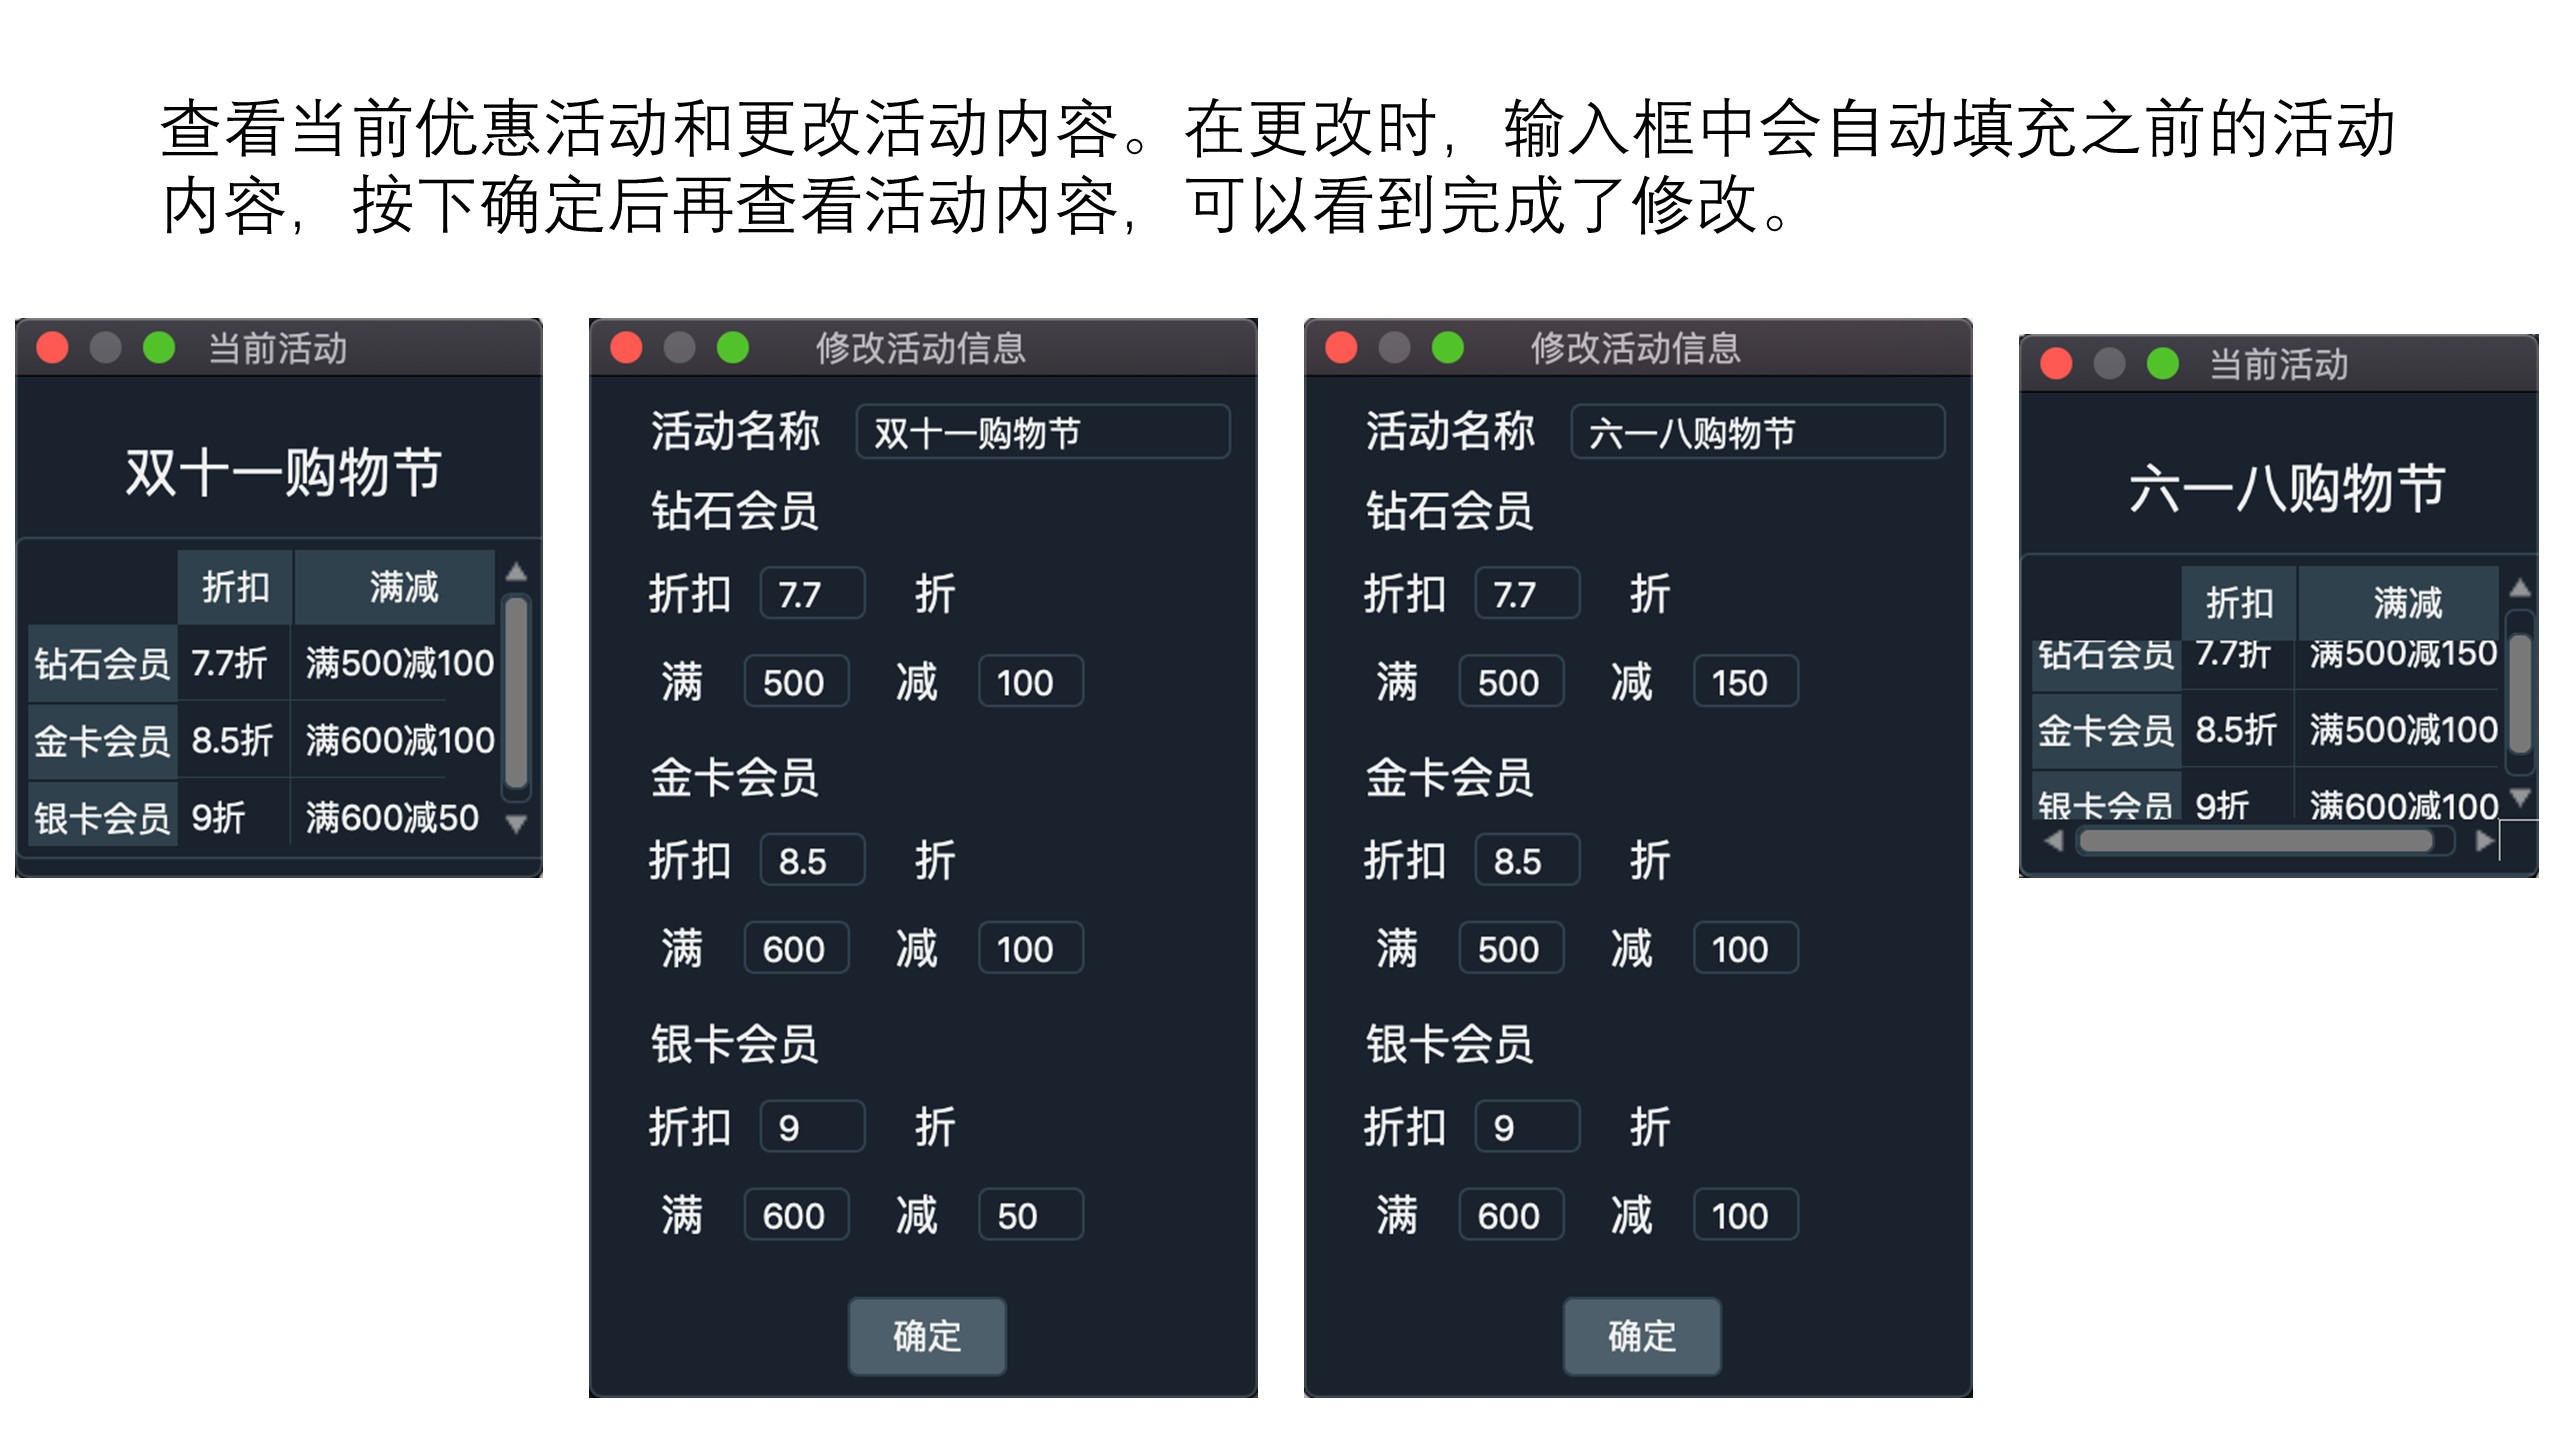 查看当前优惠活动和更改活动内容。在更改时，输入框中会自动填充之前的活动
内容，按下确定后再查看活动内容，可以看到完成了修改。
当前活动
双十一购物节
折扣 满减
钻石会员 7.7折 满500减100
金卡会员 8.5折 满600减100
银卡会员 9折 满600减50
修改活动信息
活动名称 双十一购物节
钻石会员
折扣 7.7 折
满 500 减 100
金卡会员
折扣 8.5 折
满 600 减 100
银卡会员
折扣 9 折
满 600 减 50
确定
修改活动信息
活动名称 六一八购物节
钻石会员
折扣 7.7 折
满 500 减 150
金卡会员
折扣 8.5 折
满 500 减 100
银卡会员
折扣 9 折
满 600 减 100
确定
当前活动
六一八购物节
折扣 满减
钻石会员 7.7折 满500减150
金卡会员 8.5折 满500减100
银卡会员 9折 满600减100